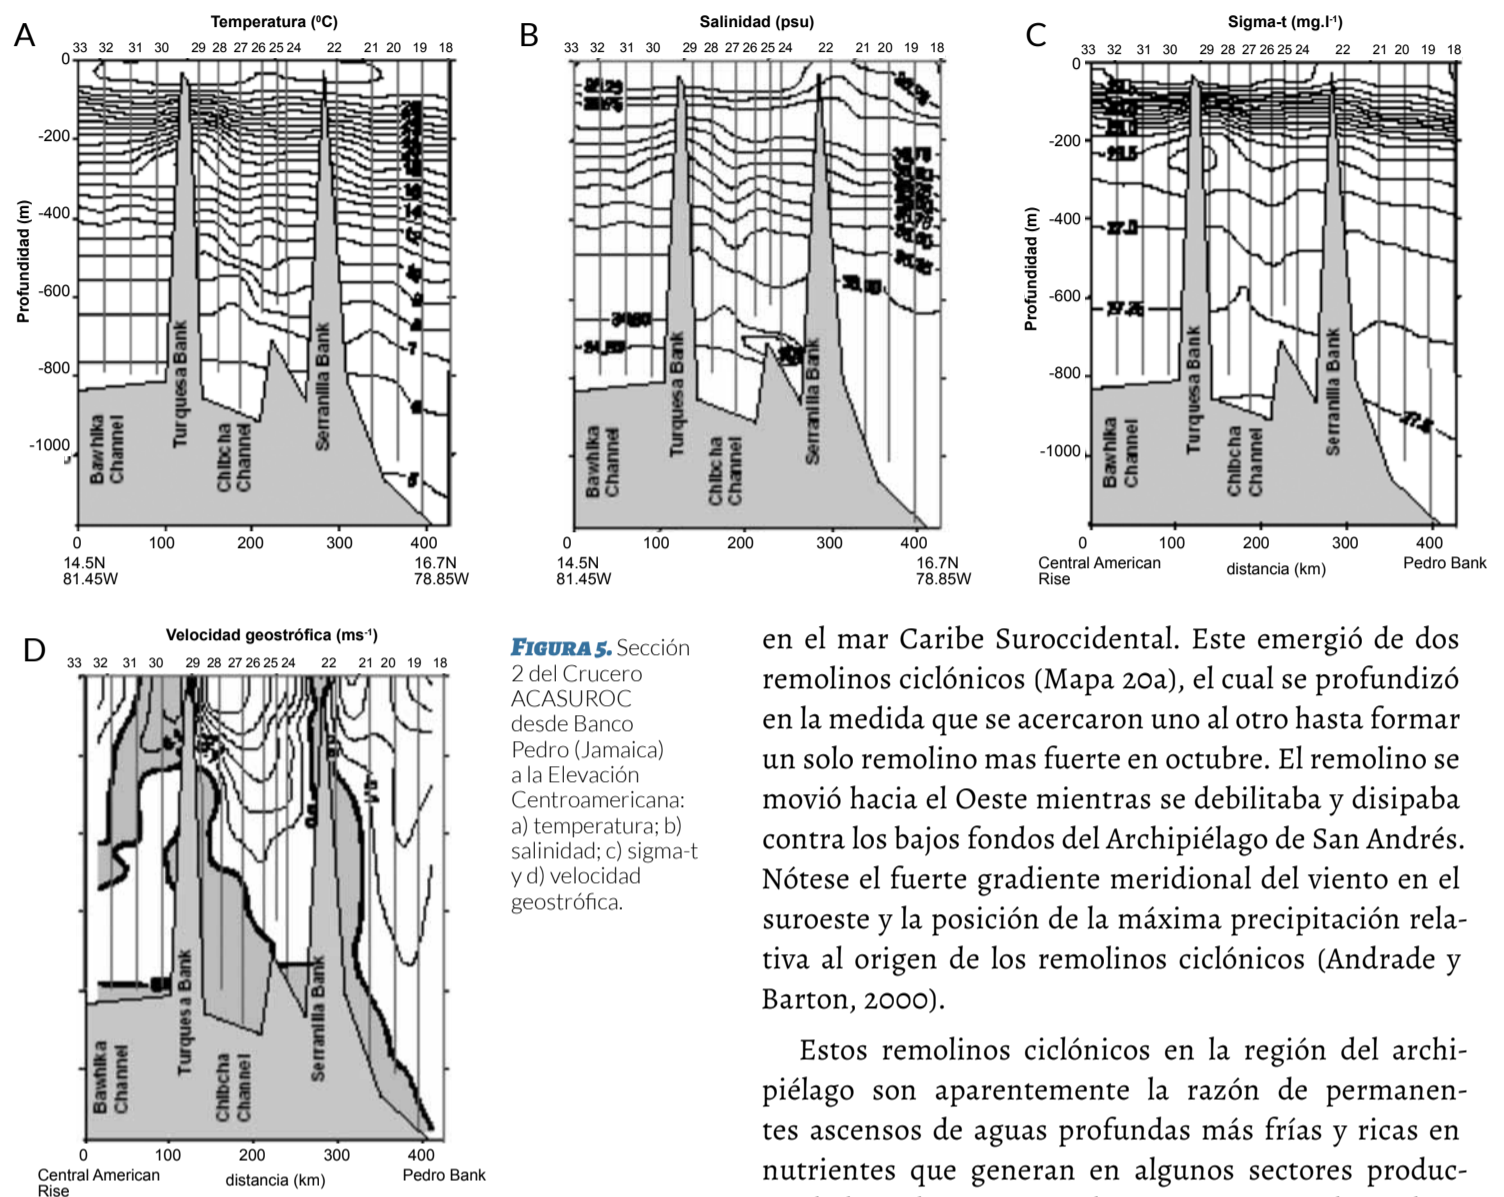 A
Temperatura (⁰C)
33 32 31 30 29 28 27 26 25 24 22 21 20 19 18
Profundidad (m)
0
-200
-400
-600
-800
-1000
16
14
8
7
6
5
Bawhika
Channel
Turquesa Bank
Chibcha
Channel
Serranilla Bank
0 100 200 300 400
14.5N 16.7N
81.45W 78.85W
B
Salinidad (psu)
33 32 31 30 29 28 27 26 25 24 22 21 20 19 18
Bawhika
Channel
Turquesa Bank
Chibcha
Channel
Serranilla Bank
0 100 200 300 400
14.5N 16.7N
81.45W 78.85W
C
Sigma-t (mg.l⁻¹)
33 32 31 30 29 28 27 26 25 24 22 21 20 19 18
Profundidad (m)
0
-200
-400
-600
-800
-1000
27.0
27.25
Bawhika
Channel
Turquesa Bank
Chibcha
Channel
Serranilla Bank
0 100 200 300 400
Central American Pedro Bank
Rise
distancia (km)
D
Velocidad geostrófica (ms⁻¹)
33 32 31 30 29 28 27 26 25 24 22 21 20 19 18
Bawhika
Channel
Turquesa Bank
Chibcha
Channel
Serranilla Bank
0 100 200 300 400
Central American Pedro Bank
Rise
distancia (km)
FIGURA 5. Sección
2 del Crucero
ACASUROC
desde Banco
Pedro (Jamaica)
a la Elevación
Centroamericana:
a) temperatura; b)
salinidad; c) sigma-t
y d) velocidad
geostrófica.
en el mar Caribe Suroccidental. Este emergió de dos
remolinos ciclónicos (Mapa 20a), el cual se profundizó
en la medida que se acercaron uno al otro hasta formar
un solo remolino mas fuerte en octubre. El remolino se
movió hacia el Oeste mientras se debilitaba y disipaba
contra los bajos fondos del Archipiélago de San Andrés.
Nótese el fuerte gradiente meridional del viento en el
suroeste y la posición de la máxima precipitación rela-
tiva al origen de los remolinos ciclónicos (Andrade y
Barton, 2000).
Estos remolinos ciclónicos en la región del archi-
piélago son aparentemente la razón de permanen-
tes ascensos de aguas profundas más frías y ricas en
nutrientes que generan en algunos sectores produc-